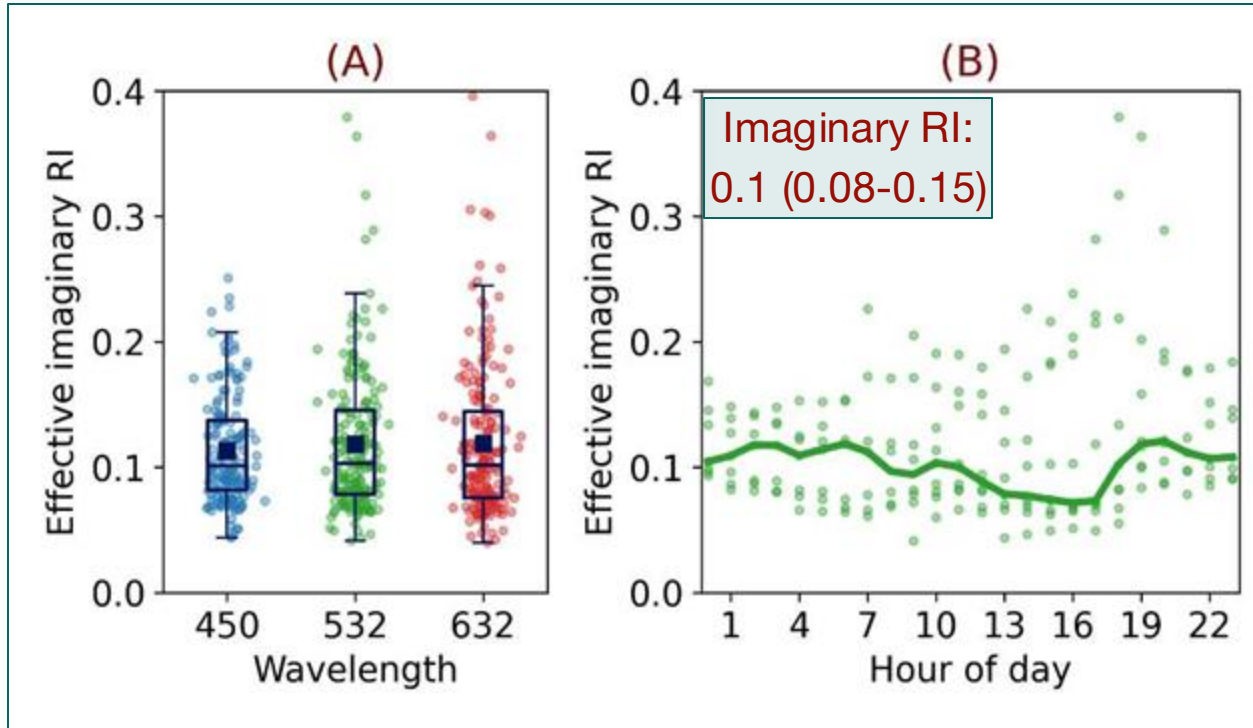 (A)
Effective imaginary RI
0.4
0.3
0.2
0.1
0.0
450 532 632
Wavelength
(B)
Imaginary RI:
0.1 (0.08-0.15)
Effective imaginary RI
0.4
0.3
0.2
0.1
0.0
1 4 7 10 13 16 19 22
Hour of day